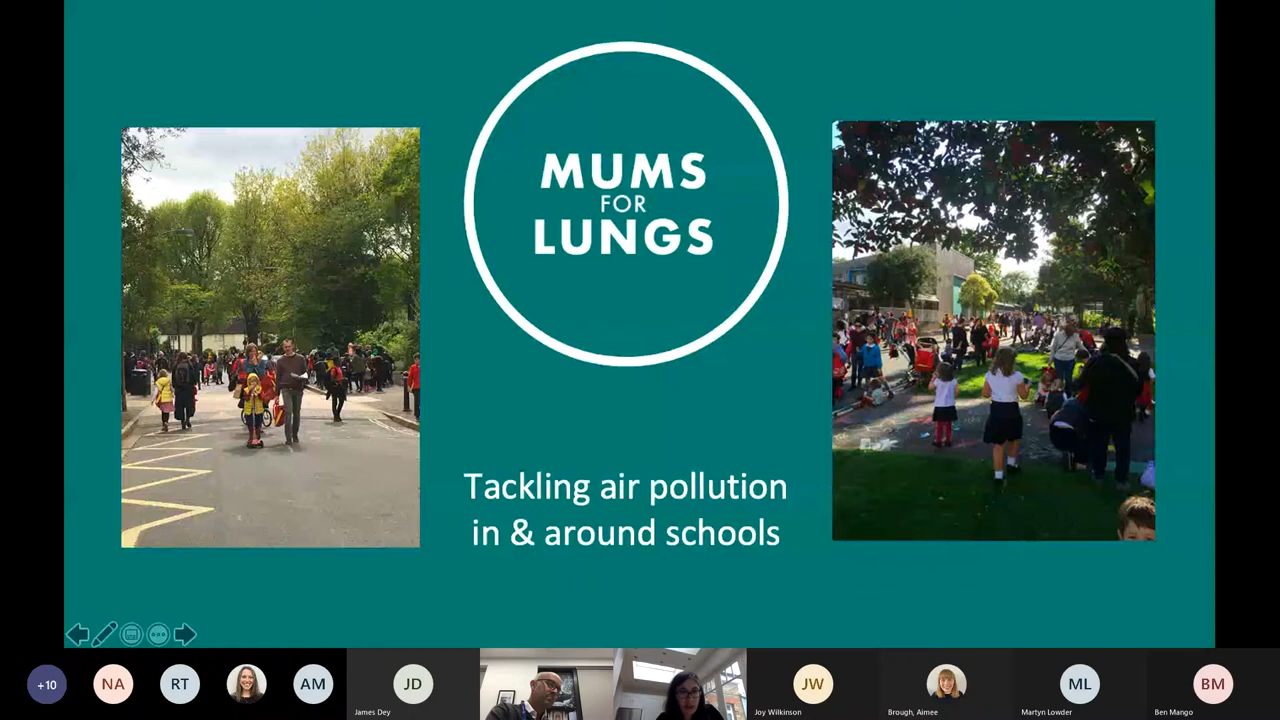 MUMS
FOR
LUNGS
Tackling air pollution
in & around schools
+10
NA
RT
AM
JD
James Dey
JW
Joy Wilkinson
Brough, Aimee
ML
Martyn Lowder
BM
Ben Mango